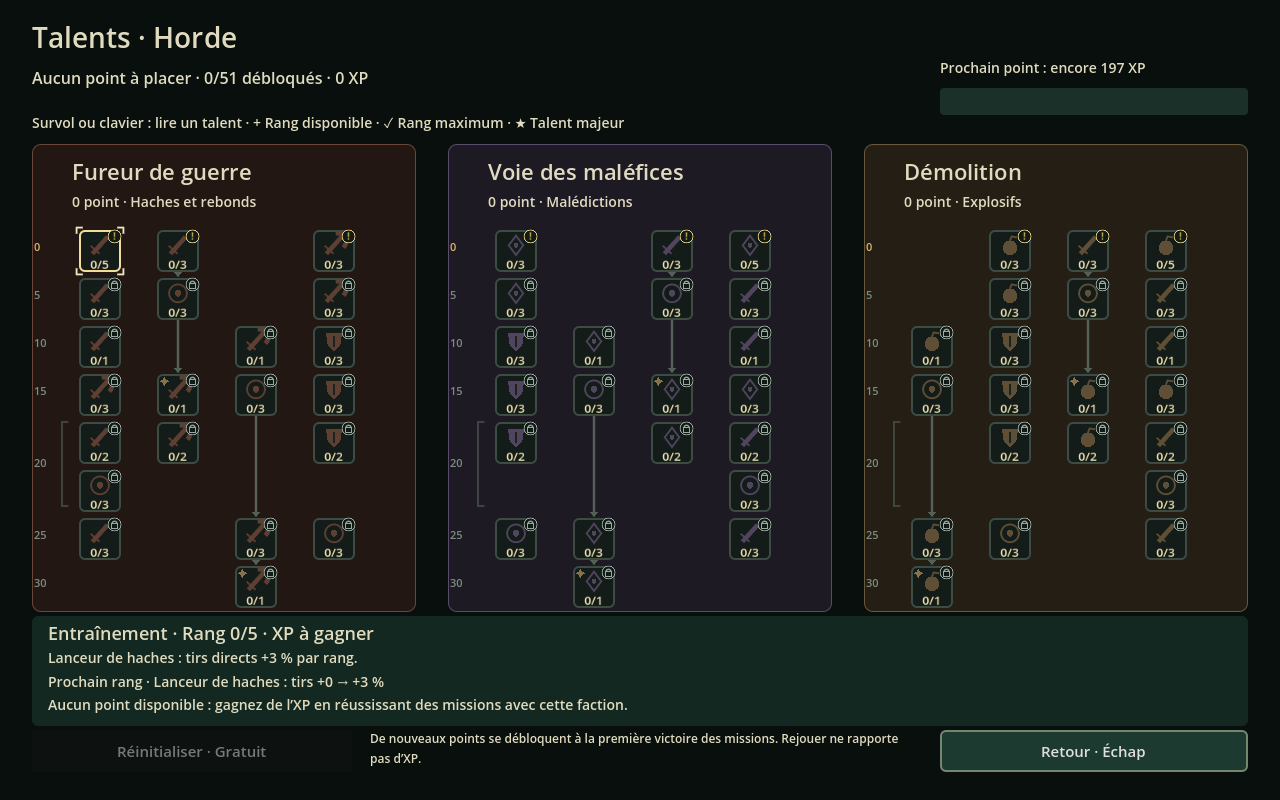 Talents · Horde
Aucun point à placer · 0/51 débloqués · 0 XP
Prochain point : encore 197 XP
Survol ou clavier : lire un talent · + Rang disponible · ✓ Rang maximum · ★ Talent majeur
Fureur de guerre
0 point · Haches et rebonds
0
! ! !
0/5 0/3 0/3
5
0/3 0/3 0/3
10
0/1 0/1 0/3
15
0/3 0/1 0/3 0/3
0/2 0/2 0/2
20
0/3
25
0/3 0/3 0/3
30
0/1
Voie des maléfices
0 point · Malédictions
0
! ! !
0/3 0/3 0/5
5
0/3 0/3 0/3
10
0/3 0/1 0/1
15
0/3 0/3 0/1 0/3
0/2 0/2 0/2
20
0/3
25
0/3 0/3 0/3
30
0/1
Démolition
0 point · Explosifs
0
! ! !
0/3 0/3 0/5
5
0/3 0/3 0/3
10
0/1 0/3 0/1
15
0/3 0/3 0/1 0/3
0/2 0/2 0/2
20
0/3
25
0/3 0/3 0/3
30
0/1
Entraînement · Rang 0/5 · XP à gagner
Lanceur de haches : tirs directs +3 % par rang.
Prochain rang · Lanceur de haches : tirs +0 → +3 %
Aucun point disponible : gagnez de l’XP en réussissant des missions avec cette faction.
Réinitialiser · Gratuit
De nouveaux points se débloquent à la première victoire des missions. Rejouer ne rapporte
pas d’XP.
Retour · Échap